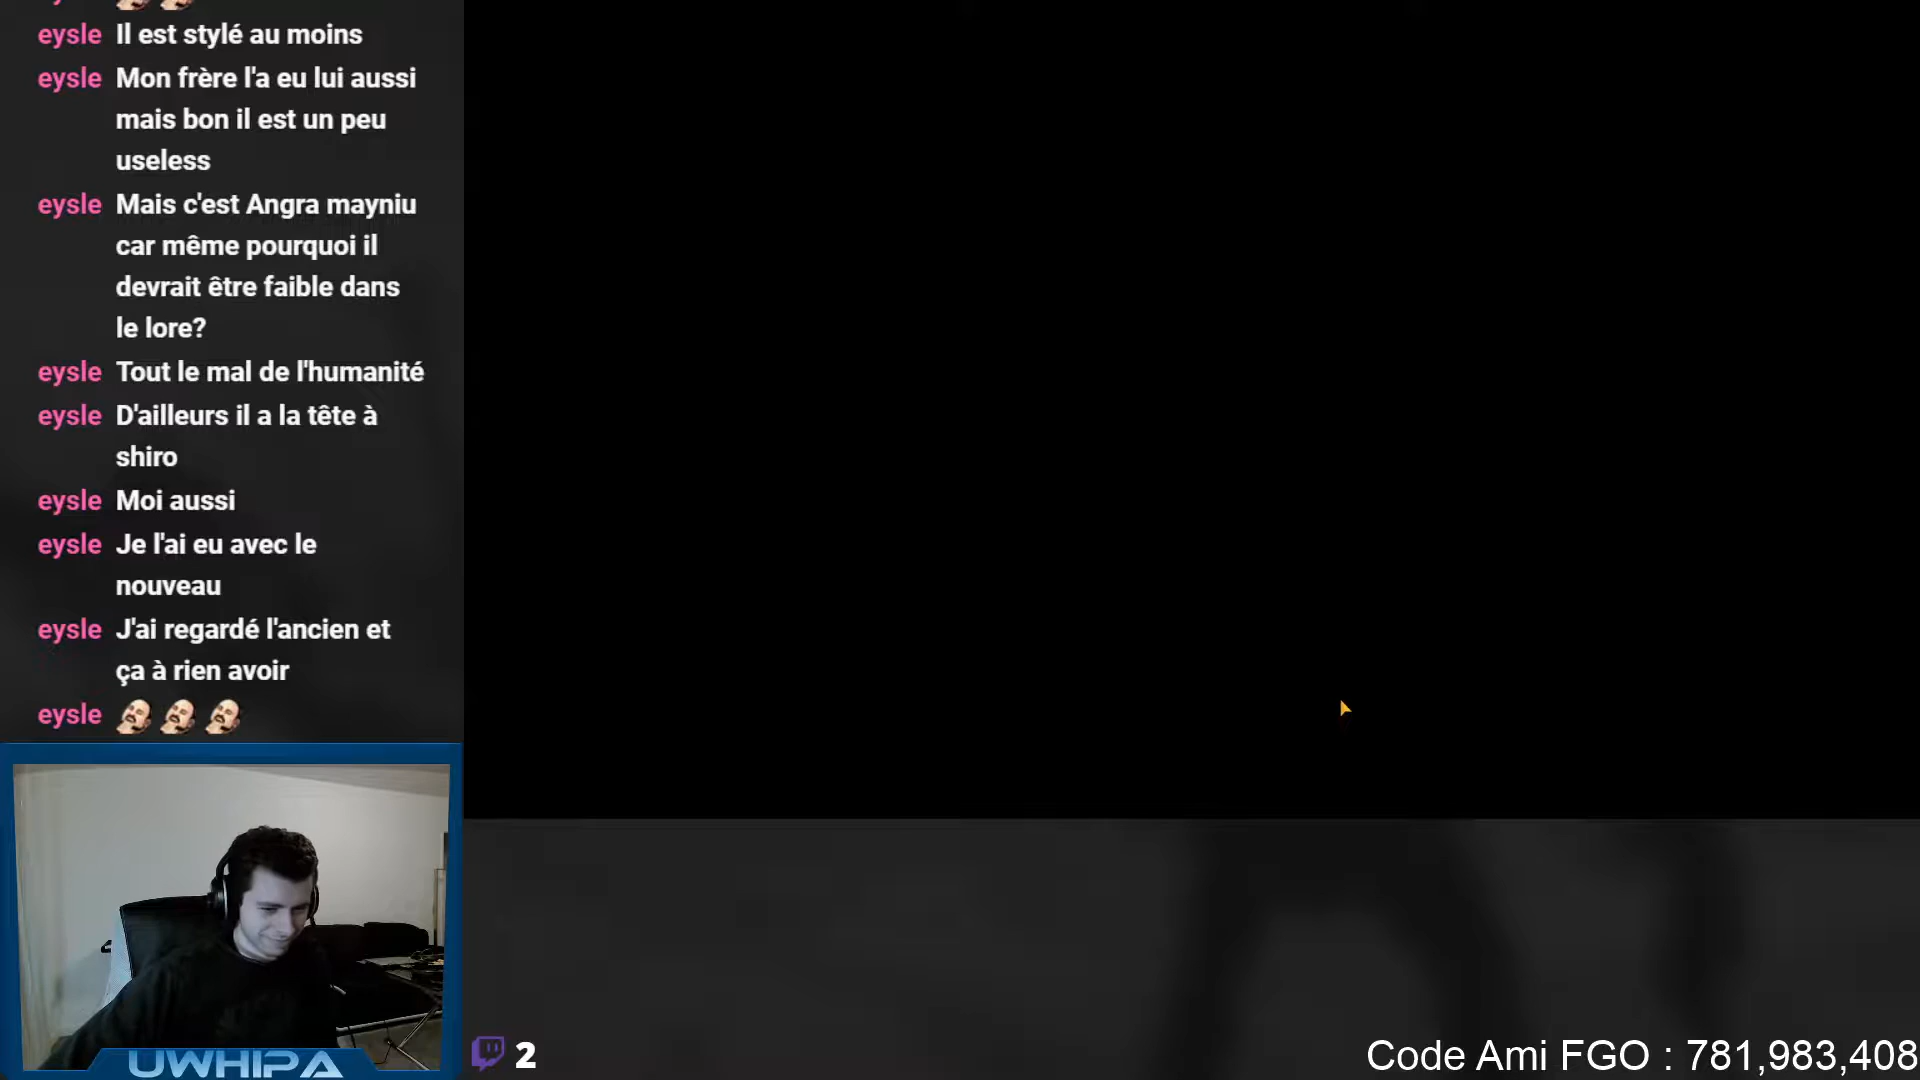 eysle Il est stylé au moins
eysle Mon frère l'a eu lui aussi
mais bon il est un peu
useless
eysle Mais c'est Angra mayniu
car même pourquoi il
devrait être faible dans
le lore?
eysle Tout le mal de l'humanité
eysle D'ailleurs il a la tête à
shiro
eysle Moi aussi
eysle Je l'ai eu avec le
nouveau
eysle J'ai regardé l'ancien et
ça à rien avoir
eysle
UWHIPA
2
Code Ami FGO : 781,983,408